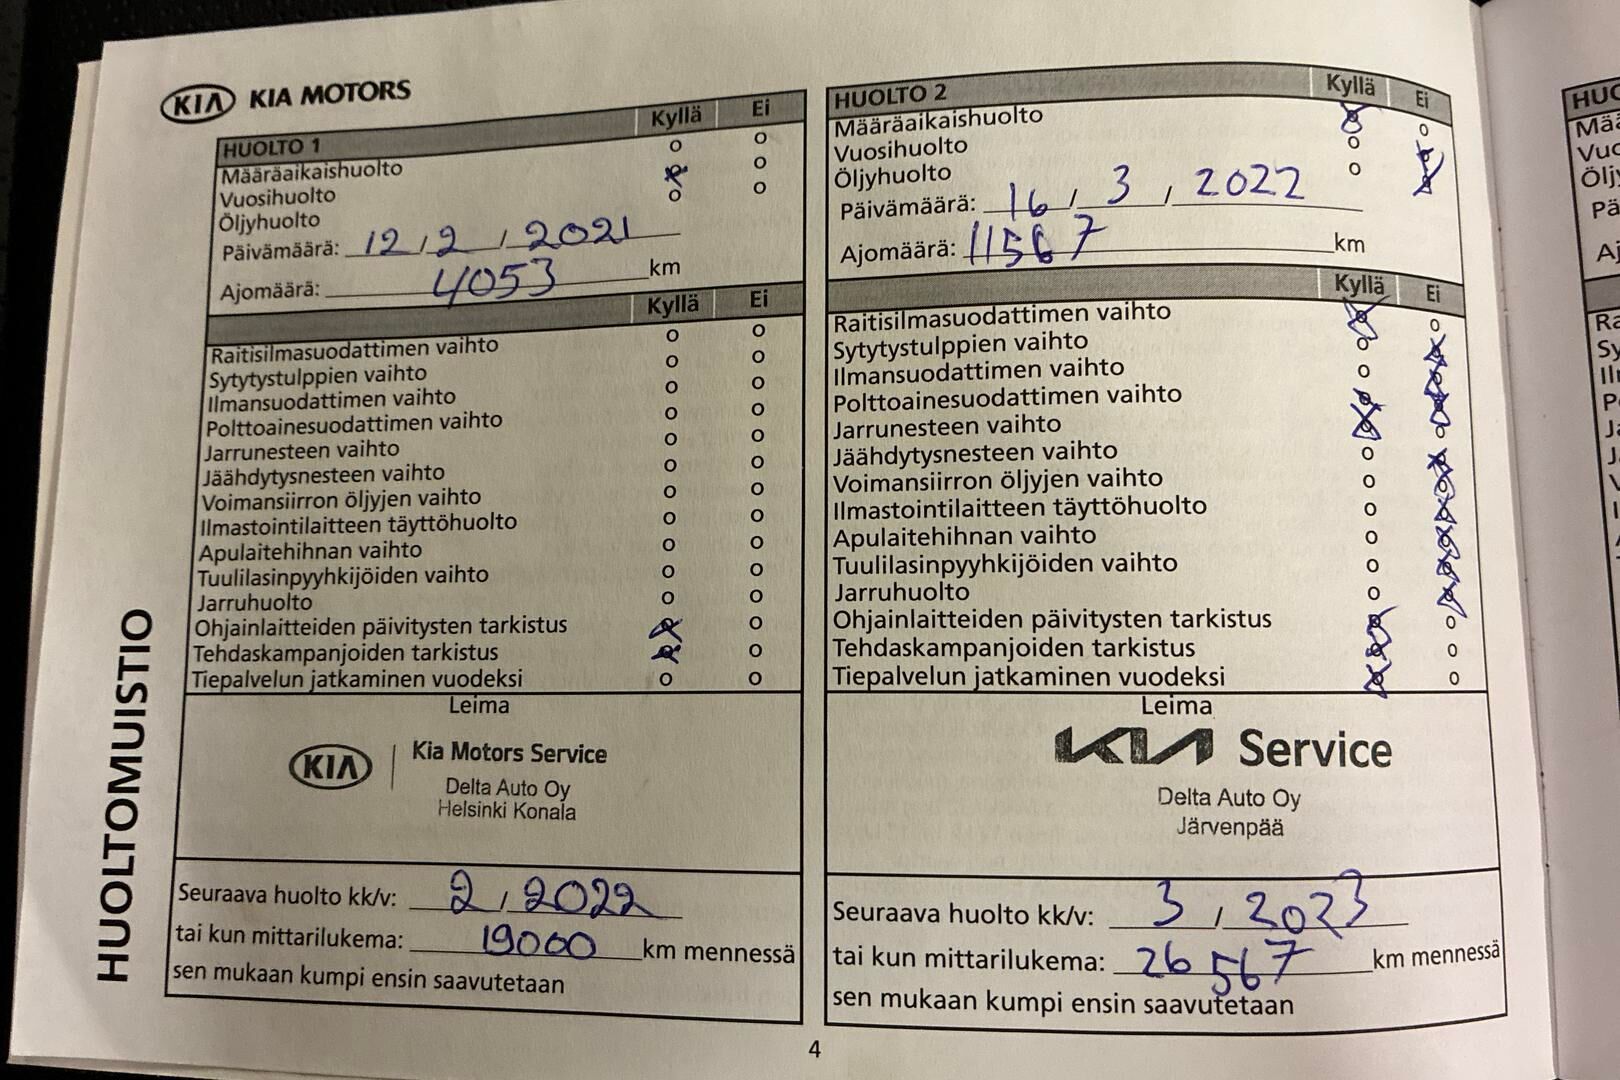 KIA KIA MOTORS
HUOLTO 1 Kyllä Ei
Määräaikaishuolto
Vuosihuolto
Öljyhuolto
Päivämäärä: 12 / 2 / 2021
Ajomäärä: 4053 km
Kyllä Ei
Raitisilmasuodattimen vaihto
Sytytystulppien vaihto
Ilmansuodattimen vaihto
Polttoainesuodattimen vaihto
Jarrunesteen vaihto
Jäähdytysnesteen vaihto
Voimansiirron öljyjen vaihto
Ilmastointilaitteen täyttöhuolto
Apulaitehihnan vaihto
Tuulilasinpyyhkijöiden vaihto
Jarruhuolto
Ohjainlaitteiden päivitysten tarkistus
Tehdaskampanjoiden tarkistus
Tiepalvelun jatkaminen vuodeksi
Leima
KIA Kia Motors Service
Delta Auto Oy
Helsinki Konala
Seuraava huolto kk/v: 2 / 2022
tai kun mittarilukema: 19000 km mennessä
sen mukaan kumpi ensin saavutetaan
HUOLTO 2 Kyllä Ei
Määräaikaishuolto
Vuosihuolto
Öljyhuolto
Päivämäärä: 16 / 3 / 2022
Ajomäärä: 11567 km
Kyllä Ei
Raitisilmasuodattimen vaihto
Sytytystulppien vaihto
Ilmansuodattimen vaihto
Polttoainesuodattimen vaihto
Jarrunesteen vaihto
Jäähdytysnesteen vaihto
Voimansiirron öljyjen vaihto
Ilmastointilaitteen täyttöhuolto
Apulaitehihnan vaihto
Tuulilasinpyyhkijöiden vaihto
Jarruhuolto
Ohjainlaitteiden päivitysten tarkistus
Tehdaskampanjoiden tarkistus
Tiepalvelun jatkaminen vuodeksi
Leima
KIA Service
Delta Auto Oy
Järvenpää
Seuraava huolto kk/v: 3 / 2023
tai kun mittarilukema: 26 567 km mennessä
sen mukaan kumpi ensin saavutetaan
HUOLTOMUISTIO
4